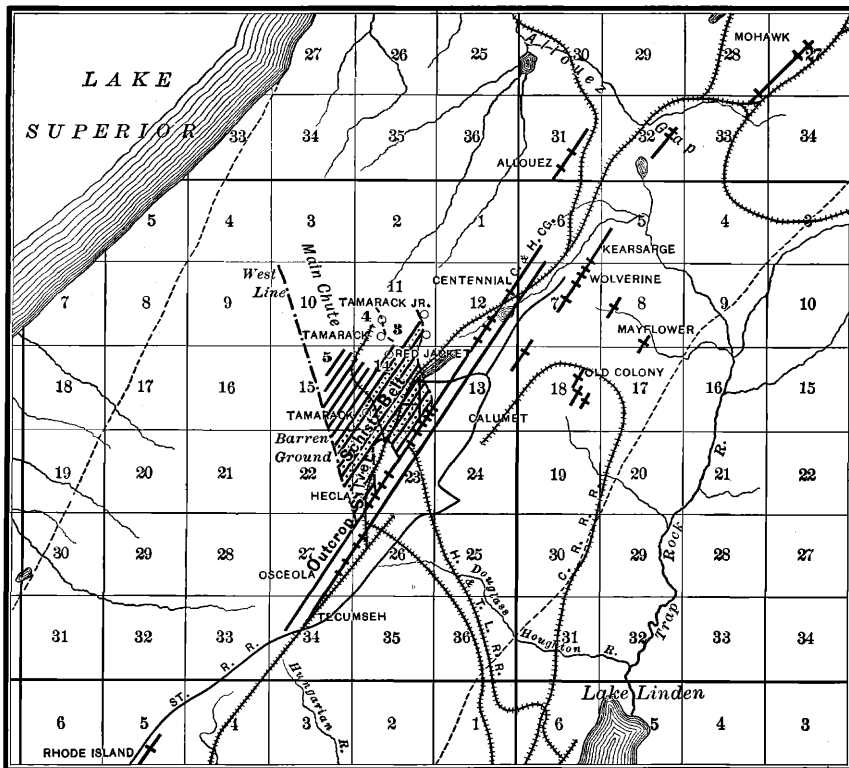 27 26 25 30 29 28 MOHAWK 27
Allouez
LAKE
SUPERIOR
33 34 35 36 31 32 Gap 33 34
ALLOUEZ
5 4 3 2 1 C. & H. CG. 6 5 4 3
KEARSARGE
Main Chute
West
Line
CENTENNIAL
WOLVERINE
7 8 9 10 11 12 7 8 9 10
TAMARACK JR.
4 3
TAMARACK
MAYFLOWER
RED JACKET
5
14
OLD COLONY
18 17 16 15 13 18 17 16 15
Schist Belt
TAMARACK
CALUMET
Barren
Ground
19 20 21 22 23 24 19 20 21 22
Silver
HECLA
Outcrop
R.
Rock
30 29 28 27 26 25 30 29 28 27
OSCEOLA
H. & T. L. R. R.
Douglass
C. R. R. R.
TECUMSEH
Houghton R.
31 32 33 34 35 36 31 32 33 34
Trap
ST. R. R.
Hungarian R.
Lake Linden
6 5 4 3 2 1 6 5 4 3
RHODE ISLAND